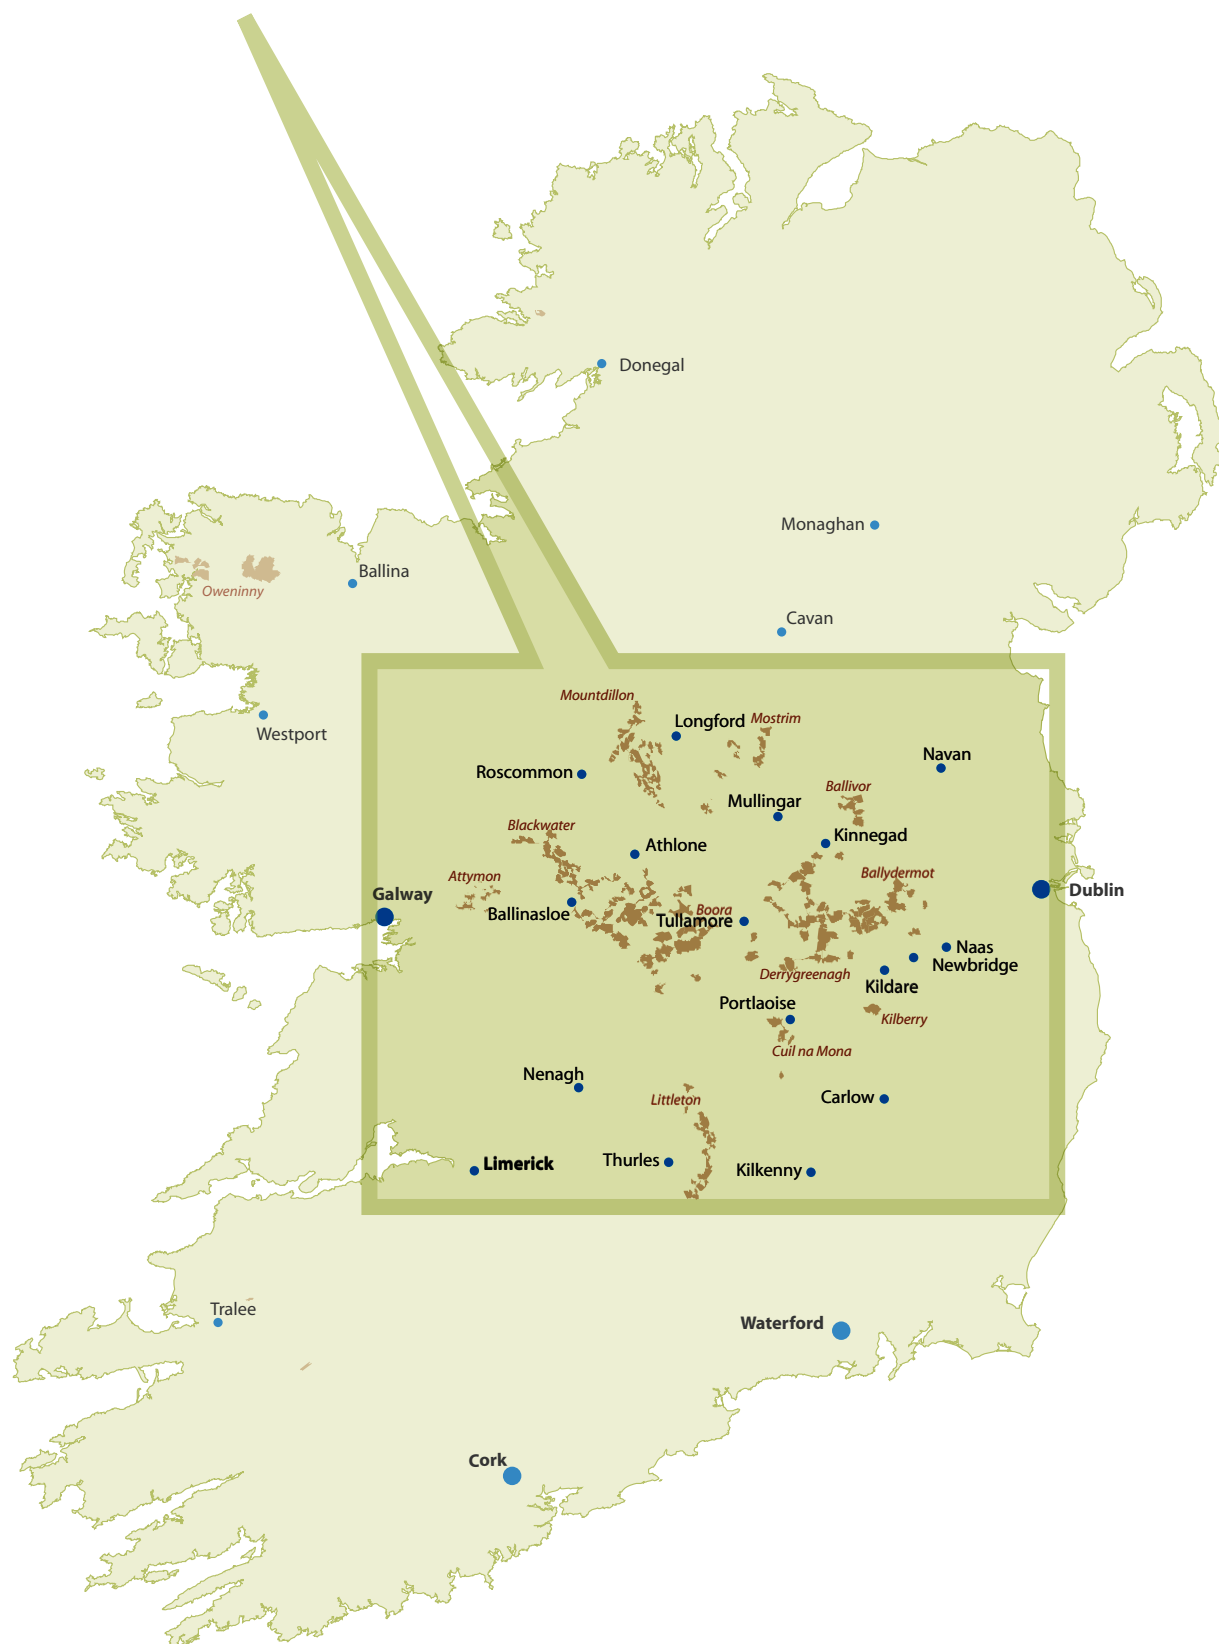 Donegal
Monaghan
Ballina
Oweninny
Cavan
Mountdillon
Westport
Longford
Mostrim
Roscommon
Navan
Mullingar
Ballivor
Blackwater
Kinnegad
Athlone
Attymon
Ballydermot
Galway
Dublin
Ballinasloe
Boora
Tullamore
Naas
Newbridge
Derrygreenagh
Kildare
Portlaoise
Kilberry
Cuil na Mona
Nenagh
Littleton
Carlow
Limerick
Thurles
Kilkenny
Tralee
Waterford
Cork